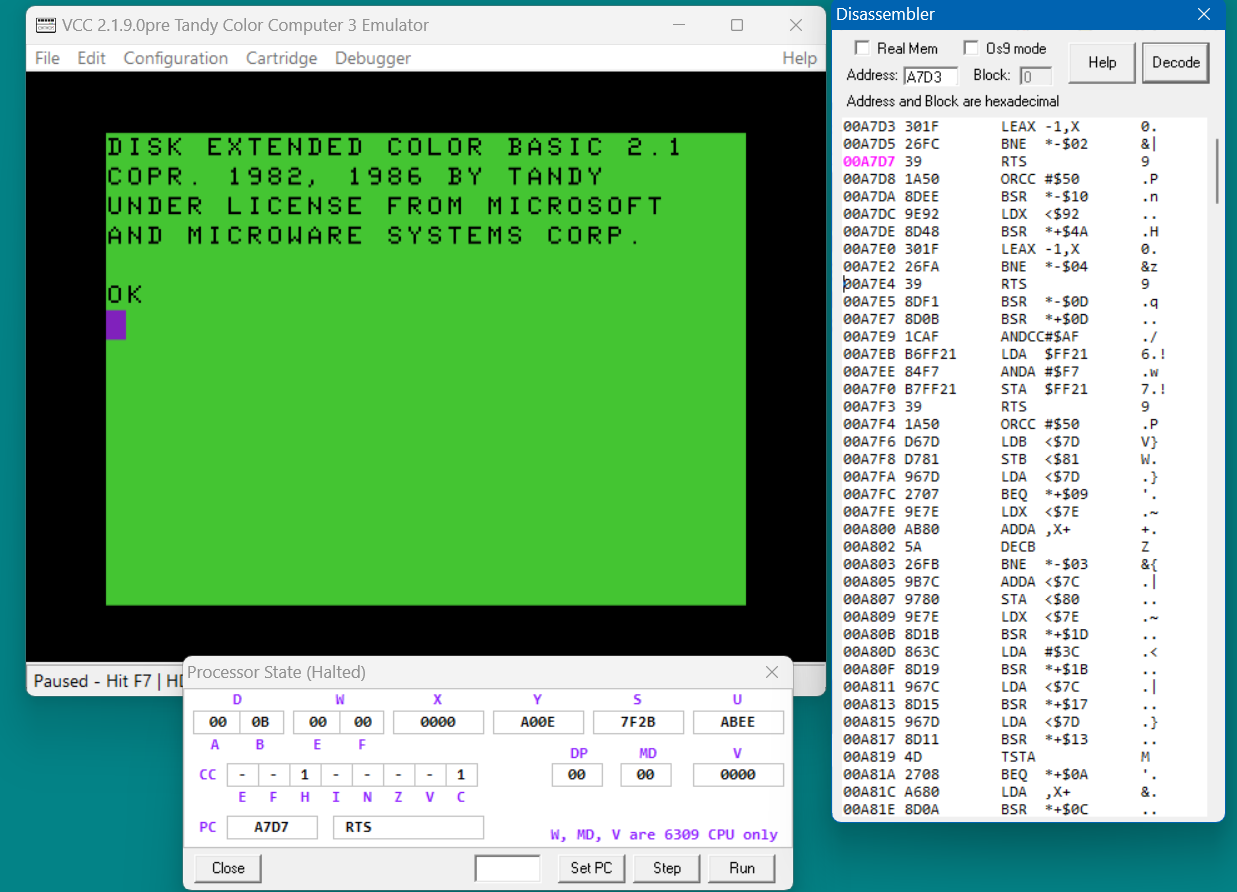 VCC 2.1.9.0pre Tandy Color Computer 3 Emulator
File Edit Configuration Cartridge Debugger Help
DISK EXTENDED COLOR BASIC 2.1
COPR. 1982, 1986 BY TANDY
UNDER LICENSE FROM MICROSOFT
AND MICROWARE SYSTEMS CORP.
OK
Paused - Hit F7 | HD
Processor State (Halted)
D W X Y S U
00 0B 00 00 0000 A00E 7F2B ABEE
A B E F
DP MD V
CC - - 1 - - - - 1 00 00 0000
E F H I N Z V C
PC A7D7 RTS
W, MD, V are 6309 CPU only
Close Set PC Step Run
Disassembler
Real Mem Os9 mode
Address: A7D3 Block: 0 Help Decode
Address and Block are hexadecimal
00A7D3 301F LEAX -1,X 0.
00A7D5 26FC BNE *-$02 &|
00A7D7 39 RTS 9
00A7D8 1A50 ORCC #$50 .P
00A7DA 8DEE BSR *-$10 .n
00A7DC 9E92 LDX <$92 ..
00A7DE 8D48 BSR *+$4A .H
00A7E0 301F LEAX -1,X 0.
00A7E2 26FA BNE *-$04 &z
00A7E4 39 RTS 9
00A7E5 8DF1 BSR *-$0D .q
00A7E7 8D0B BSR *+$0D ..
00A7E9 1CAF ANDCC#$AF ./
00A7EB B6FF21 LDA $FF21 6.!
00A7EE 84F7 ANDA #$F7 .w
00A7F0 B7FF21 STA $FF21 7.!
00A7F3 39 RTS 9
00A7F4 1A50 ORCC #$50 .P
00A7F6 D67D LDB <$7D V}
00A7F8 D781 STB <$81 W.
00A7FA 967D LDA <$7D .}
00A7FC 2707 BEQ *+$09 '.
00A7FE 9E7E LDX <$7E .~
00A800 AB80 ADDA ,X+ +.
00A802 5A DECB Z
00A803 26FB BNE *-$03 &{
00A805 9B7C ADDA <$7C .|
00A807 9780 STA <$80 ..
00A809 9E7E LDX <$7E .~
00A80B 8D1B BSR *+$1D ..
00A80D 863C LDA #$3C .<
00A80F 8D19 BSR *+$1B ..
00A811 967C LDA <$7C .|
00A813 8D15 BSR *+$17 ..
00A815 967D LDA <$7D .}
00A817 8D11 BSR *+$13 ..
00A819 4D TSTA M
00A81A 2708 BEQ *+$0A '.
00A81C A680 LDA ,X+ &.
00A81E 8D0A BSR *+$0C ..